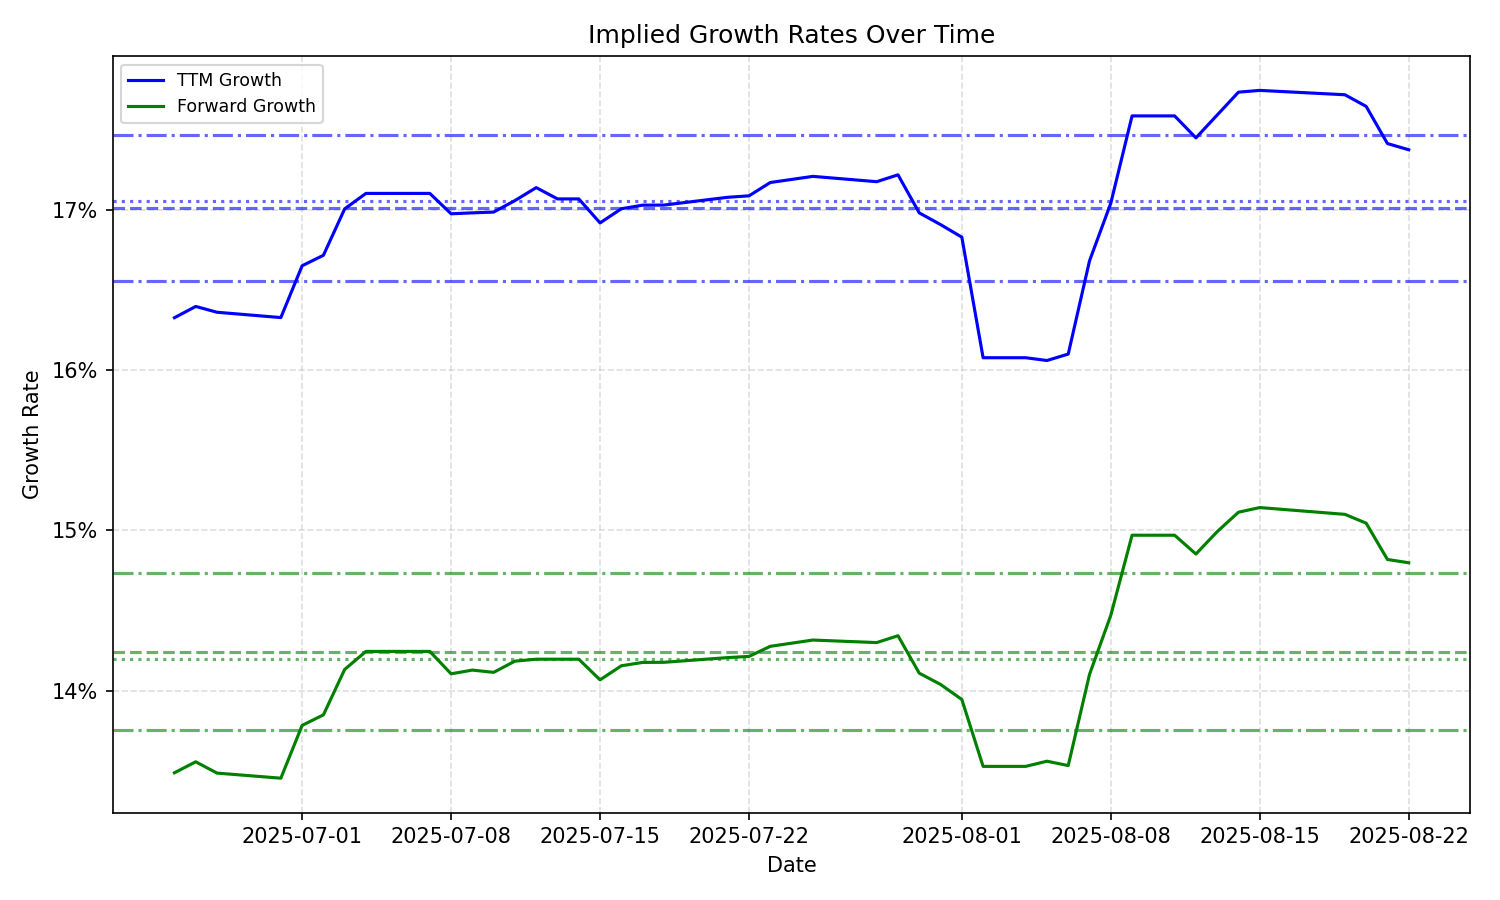 Implied Growth Rates Over Time
TTM Growth
Forward Growth
17%
16%
15%
14%
Growth Rate
2025-07-01
2025-07-08
2025-07-15
2025-07-22
2025-08-01
2025-08-08
2025-08-15
2025-08-22
Date